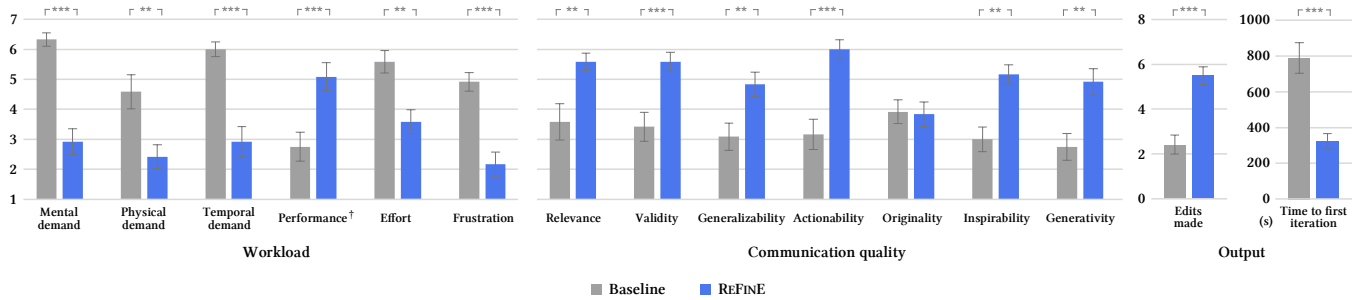 7
6
5
4
3
2
1
*** ** *** *** ** ***
Mental demand
Physical demand
Temporal demand
Performance†
Effort
Frustration
Workload
** *** ** *** ** **
Relevance
Validity
Generalizability
Actionability
Originality
Inspirability
Generativity
Communication quality
8
6
4
2
0
***
Edits made
1000
800
600
400
200
0
(s)
***
Time to first iteration
Output
Baseline
REFINE